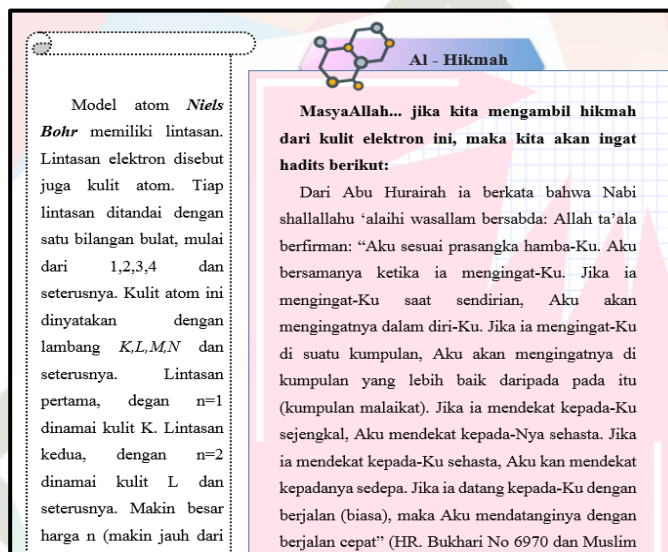 Model atom Niels
Bohr memiliki lintasan.
Lintasan elektron disebut
juga kulit atom. Tiap
lintasan ditandai dengan
satu bilangan bulat, mulai
dari 1,2,3,4 dan
seterusnya. Kulit atom ini
dinyatakan dengan
lambang K,L,M,N dan
seterusnya. Lintasan
pertama, degan n=1
dinamai kulit K. Lintasan
kedua, dengan n=2
dinamai kulit L dan
seterusnya. Makin besar
harga n (makin jauh dari
Al - Hikmah
MasyaAllah... jika kita mengambil hikmah
dari kulit elektron ini, maka kita akan ingat
hadits berikut:
Dari Abu Hurairah ia berkata bahwa Nabi
shallallahu ‘alaihi wasallam bersabda: Allah ta’ala
berfirman: “Aku sesuai prasangka hamba-Ku. Aku
bersamanya ketika ia mengingat-Ku. Jika ia
mengingat-Ku saat sendirian, Aku akan
mengingatnya dalam diri-Ku. Jika ia mengingat-Ku
di suatu kumpulan, Aku akan mengingatnya di
kumpulan yang lebih baik daripada pada itu
(kumpulan malaikat). Jika ia mendekat kepada-Ku
sejengkal, Aku mendekat kepada-Nya sehasta. Jika
ia mendekat kepada-Ku sehasta, Aku kan mendekat
kepadanya sedepa. Jika ia datang kepada-Ku dengan
berjalan (biasa), maka Aku mendatanginya dengan
berjalan cepat” (HR. Bukhari No 6970 dan Muslim